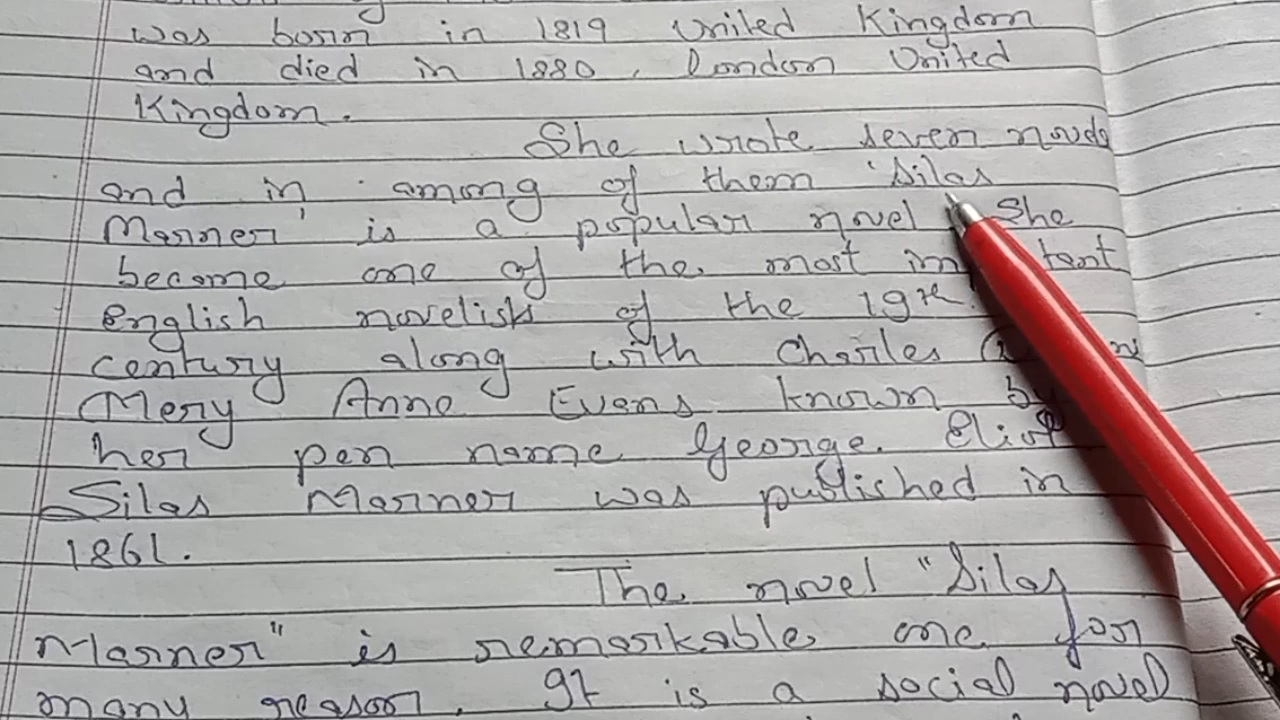 was born in 1819 United Kingdom
and died in 1880, London United
Kingdom.
She wrote seven novels
and in among of them 'Silas
Marner' is a popular novel She
become one of the most
english novelists of the 19th
century along with Charles
Mery Anne Evans known by
her pen name George. Eliot
Silas Marner was published in
1861.
The novel "Silas
Marner" is remarkable one for
many reason. It is a social novel